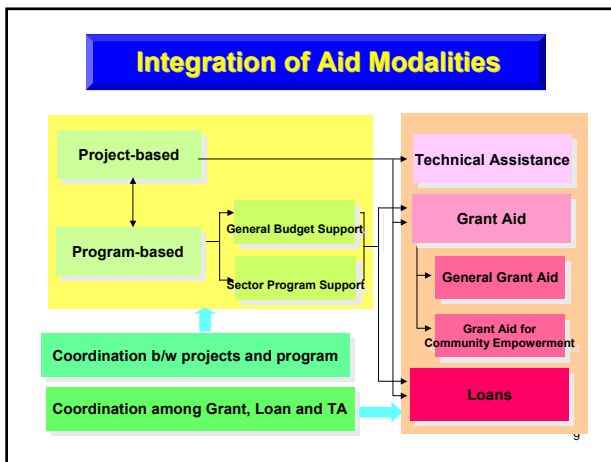 Integration of Aid Modalities
Project-based
Program-based
General Budget Support
Sector Program Support
Coordination b/w projects and program
Coordination among Grant, Loan and TA
Technical Assistance
Grant Aid
General Grant Aid
Grant Aid for
Community Empowerment
Loans
9